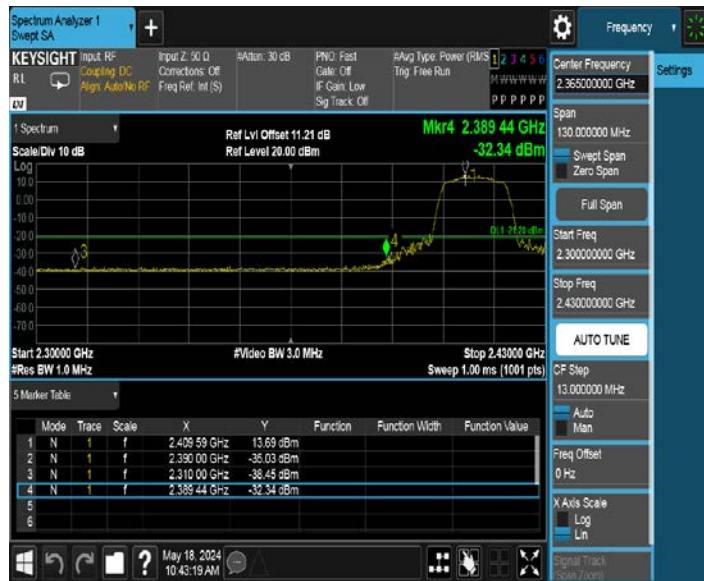 Spectrum Analyzer 1
Swept SA
+
Frequency
KEYSIGHT
RL
Input: RF
Coupling: DC
Align: Auto/No RF
Input Z: 50 Ω
Corrections: Off
Freq Ref: Int (S)
#Atten: 30 dB
PNO: Fast
Gate: Off
IF Gain: Low
Sig Track: Off
#Avg Type: Power (RMS
Trig: Free Run
1 2 3 4 5 6
M W W W W W
P P P P P P
LXI
Center Frequency
2.365000000 GHz
Settings
Span
130.000000 MHz
Swept Span
Zero Span
Full Span
Start Freq
2.300000000 GHz
Stop Freq
2.430000000 GHz
AUTO TUNE
CF Step
13.000000 MHz
Auto
Man
Freq Offset
0 Hz
X Axis Scale
Log
Lin
Signal Track
(Span Zoom)
1 Spectrum
Scale/Div 10 dB
Ref Lvl Offset 11.21 dB
Ref Level 20.00 dBm
Mkr4 2.389 44 GHz
-32.34 dBm
Log
10.0
0.00
-10.0
-20.0
-30.0
-40.0
-50.0
-60.0
-70.0
1
3
4
Start 2.30000 GHz
#Res BW 1.0 MHz
#Video BW 3.0 MHz
Stop 2.43000 GHz
Sweep 1.00 ms (1001 pts)
5 Marker Table
Mode Trace Scale X Y Function Function Width Function Value
1 N 1 f 2.409 59 GHz 13.69 dBm
2 N 1 f 2.390 00 GHz -35.03 dBm
3 N 1 f 2.310 00 GHz -38.45 dBm
4 N 1 f 2.389 44 GHz -32.34 dBm
5
6
?
May 18, 2024
10:43:19 AM